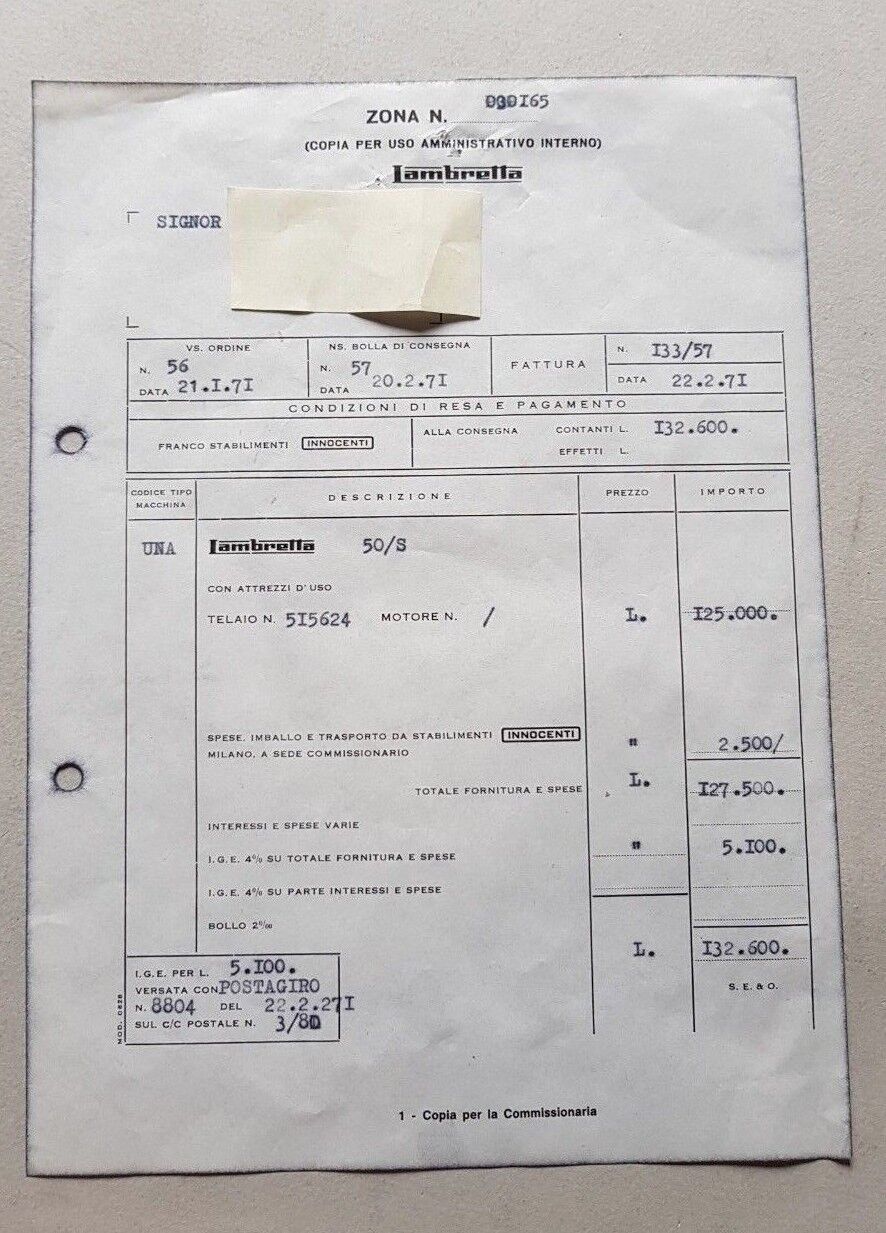 ZONA N. 000I65
(COPIA PER USO AMMINISTRATIVO INTERNO)
Lambretta
SIGNOR
VS. ORDINE
N. 56
DATA 21.I.7I
NS. BOLLA DI CONSEGNA
N. 57
DATA 20.2.7I
FATTURA
N. I33/57
DATA 22.2.7I
CONDIZIONI DI RESA E PAGAMENTO
FRANCO STABILIMENTI INNOCENTI
ALLA CONSEGNA CONTANTI L. I32.600.
EFFETTI L.
CODICE TIPO MACCHINA DESCRIZIONE PREZZO IMPORTO
UNA Lambretta 50/S
CON ATTREZZI D'USO
TELAIO N. 5I5624 MOTORE N. / L. I25.000.
SPESE, IMBALLO E TRASPORTO DA STABILIMENTI INNOCENTI
MILANO, A SEDE COMMISSIONARIO " 2.500/
TOTALE FORNITURA E SPESE L. I27.500.
INTERESSI E SPESE VARIE
I.G.E. 4% SU TOTALE FORNITURA E SPESE " 5.I00.
I.G.E. 4% SU PARTE INTERESSI E SPESE
BOLLO 2‰
L. I32.600.
S. E. & O.
I.G.E. PER L. 5.I00.
VERSATA CON POSTAGIRO
N. 8804 DEL 22.2.27I
SUL C/C POSTALE N. 3/80
1 - Copia per la Commissionaria